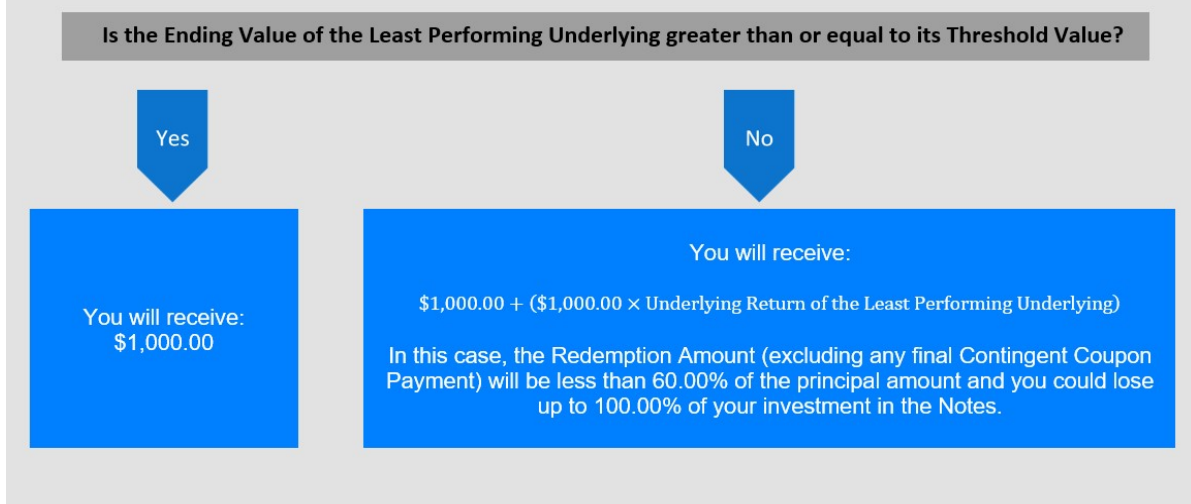 Is the Ending Value of the Least Performing Underlying greater than or equal to its Threshold Value?
Yes
No
You will receive:
$1,000.00
You will receive:
$1,000.00 + ($1,000.00 × Underlying Return of the Least Performing Underlying)
In this case, the Redemption Amount (excluding any final Contingent Coupon
Payment) will be less than 60.00% of the principal amount and you could lose
up to 100.00% of your investment in the Notes.